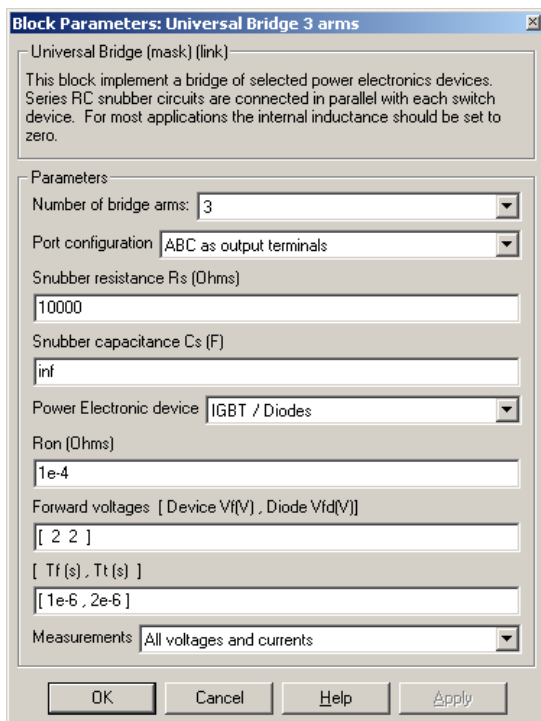 Block Parameters: Universal Bridge 3 arms
Universal Bridge (mask) (link)
This block implement a bridge of selected power electronics devices.
Series RC snubber circuits are connected in parallel with each switch
device. For most applications the internal inductance should be set to
zero.
Parameters
Number of bridge arms: 3
Port configuration ABC as output terminals
Snubber resistance Rs (Ohms)
10000
Snubber capacitance Cs (F)
inf
Power Electronic device IGBT / Diodes
Ron (Ohms)
1e-4
Forward voltages [ Device Vf(V) , Diode Vfd(V)]
[ 2 2 ]
[ Tf (s) , Tt (s) ]
[ 1e-6 , 2e-6 ]
Measurements All voltages and currents
OK Cancel Help Apply